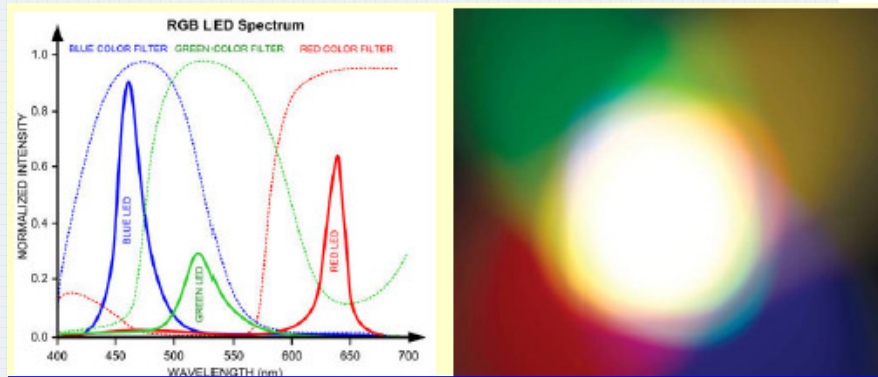 RGB LED Spectrum
BLUE COLOR FILTER GREEN COLOR FILTER RED COLOR FILTER
1.0
0.8
0.6
0.4
0.2
0.0
NORMALIZED INTENSITY
BLUE LED
GREEN LED
RED LED
400 450 500 550 600 650 700
WAVELENGTH (nm)